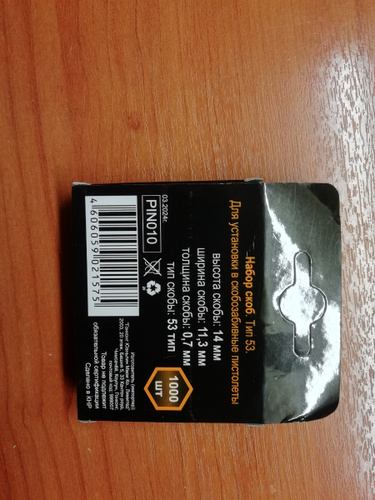 Набор скоб. Тип 53.
Для установки в скобозабивные пистолеты
высота скобы: 14 мм
ширина скобы: 11,3 мм
толщина скобы: 0,7 мм
тип скобы: 53 тип
1000
шт
03.2024г.
PIN010
4606059021575
Изготовитель (импортер):
Товар не подлежит
обязательной сертификации
Сделано в КНР